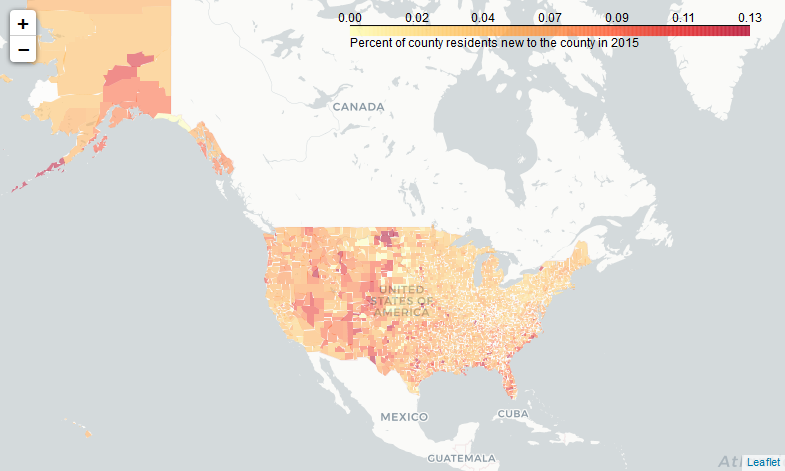 +
−
0.00 0.02 0.04 0.07 0.09 0.11 0.13
Percent of county residents new to the county in 2015
CANADA
UNITED
STATES OF
AMERICA
MEXICO
CUBA
GUATEMALA
Leaflet